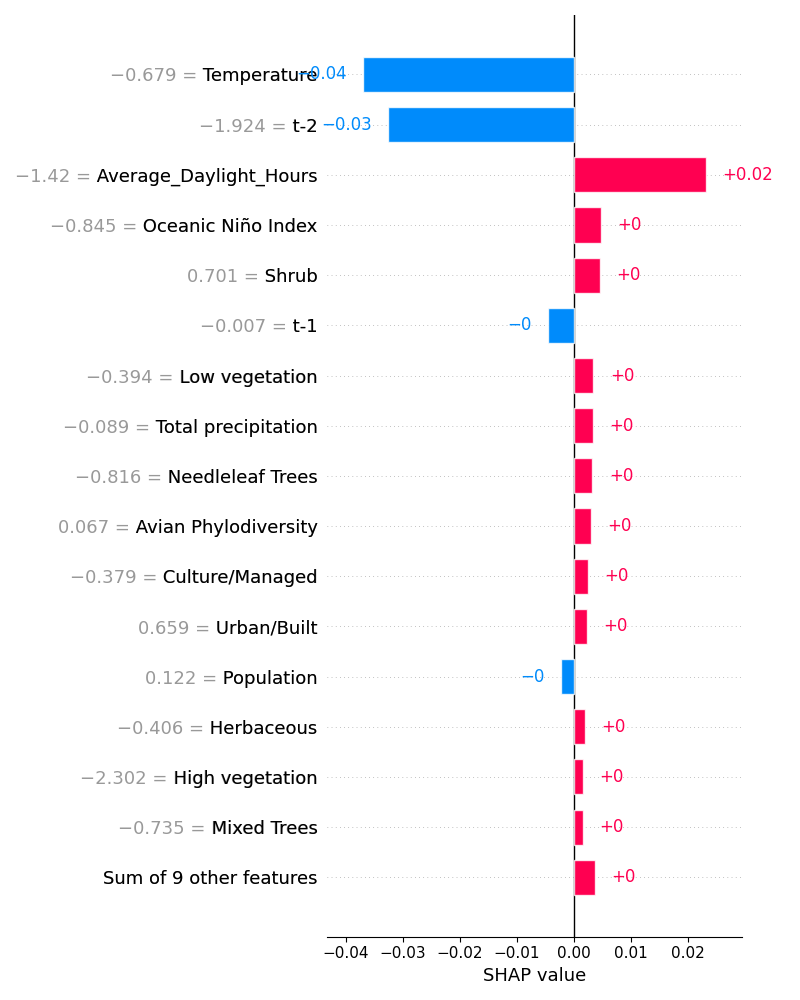 −0.679 = Temperature −0.04
−1.924 = t-2 −0.03
−1.42 = Average_Daylight_Hours +0.02
−0.845 = Oceanic Niño Index +0
0.701 = Shrub +0
−0.007 = t-1 −0
−0.394 = Low vegetation +0
−0.089 = Total precipitation +0
−0.816 = Needleleaf Trees +0
0.067 = Avian Phylodiversity +0
−0.379 = Culture/Managed +0
0.659 = Urban/Built +0
0.122 = Population −0
−0.406 = Herbaceous +0
−2.302 = High vegetation +0
−0.735 = Mixed Trees +0
Sum of 9 other features +0
−0.04 −0.03 −0.02 −0.01 0.00 0.01 0.02
SHAP value